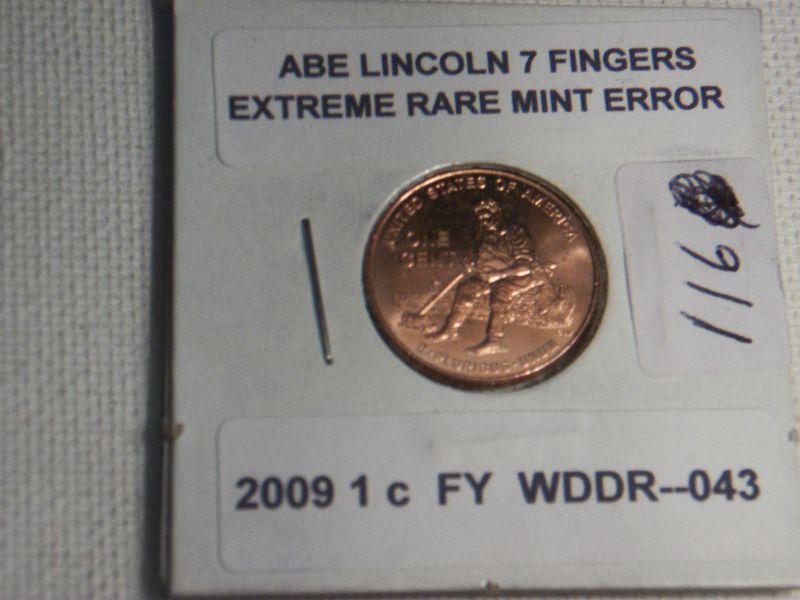 ABE LINCOLN 7 FINGERS
EXTREME RARE MINT ERROR
UNITED STATES OF AMERICA
ONE
CENT
E·PLURIBUS·UNUM
116
2009 1 c FY WDDR--043